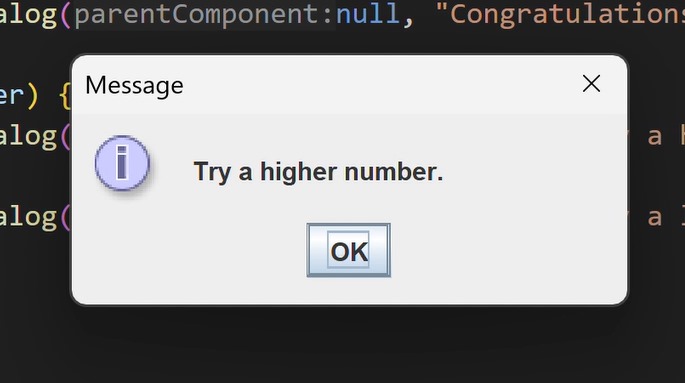 alog(parentComponent:null, "Congratulations
er) {
alog( a
alog( a
Message
i
Try a higher number.
OK